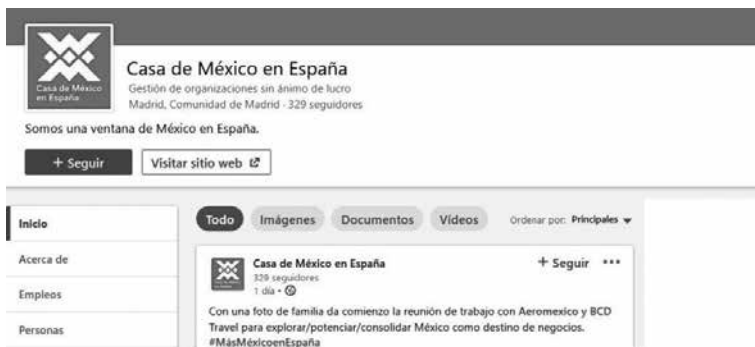 Casa de México
en España
Casa de México en España
Gestión de organizaciones sin ánimo de lucro
Madrid, Comunidad de Madrid · 329 seguidores
Somos una ventana de México en España.
+ Seguir
Visitar sitio web
Inicio
Acerca de
Empleos
Personas
Todo Imágenes Documentos Vídeos Ordenar por: Principales
Casa de México en España
329 seguidores
1 día •
+ Seguir •••
Con una foto de familia da comienzo la reunión de trabajo con Aeromexico y BCD
Travel para explorar/potenciar/consolidar México como destino de negocios.
#MásMéxicoenEspaña